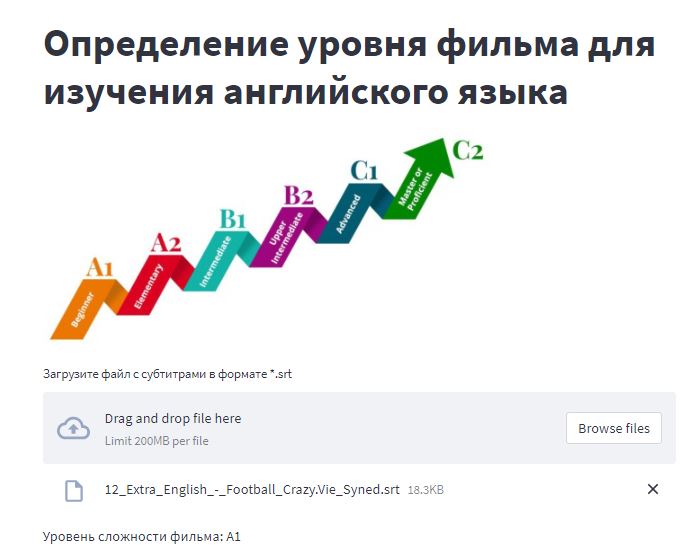 Определение уровня фильма для
изучения английского языка
A1
Beginner
A2
Elementary
B1
Intermediate
B2
Upper
Intermediate
C1
Advanced
C2
Master or
Proficient
Загрузите файл с субтитрами в формате *.srt
Drag and drop file here
Limit 200MB per file
Browse files
12_Extra_English_-_Football_Crazy.Vie_Syned.srt 18.3KB
Уровень сложности фильма: A1